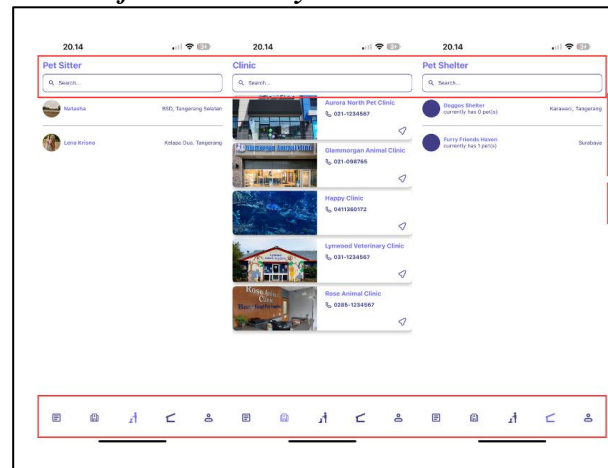 20.14
Pet Sitter
Search...
Natasha
BSD, Tangerang Selatan
Lena Krisna
Kelapa Dua, Tangerang
20.14
Clinic
Search...
Aurora North Pet Clinic
021-1234567
Glammorgan Animal Clinic
021-098765
Happy Clinic
0411360172
Lynwood Veterinary Clinic
031-1234567
Rose Animal Clinic
0285-1234567
20.14
Pet Shelter
Search...
Doggos Shelter
currently has 0 pet(s)
Karawaci, Tangerang
Furry Friends Haven
currently has 1 pet(s)
Surabaya